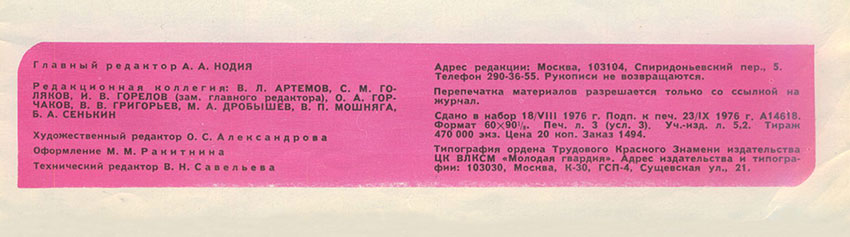 Главный редактор А. А. НОДИЯ
Редакционная коллегия: В. Л. АРТЕМОВ, С. М. ГО-
ЛЯКОВ, И. В. ГОРЕЛОВ (зам. главного редактора), О. А. ГОР-
ЧАКОВ, В. В. ГРИГОРЬЕВ, М. А. ДРОБЫШЕВ, В. П. МОШНЯГА,
Б. А. СЕНЬКИН
Художественный редактор О. С. Александрова
Оформление М. М. Ракитнина
Технический редактор В. Н. Савельева
Адрес редакции: Москва, 103104, Спиридоньевский пер., 5.
Телефон 290-36-55. Рукописи не возвращаются.
Перепечатка материалов разрешается только со ссылкой на
журнал.
Сдано в набор 18/VIII 1976 г. Подп. к печ. 23/IX 1976 г. А14618.
Формат 60×90⅛. Печ. л. 3 (усл. 3). Уч.-изд. л. 5,2. Тираж
470 000 экз. Цена 20 коп. Заказ 1494.
Типография ордена Трудового Красного Знамени издательства
ЦК ВЛКСМ «Молодая гвардия». Адрес издательства и типогра-
фии: 103030, Москва, К-30, ГСП-4, Сущевская ул., 21.